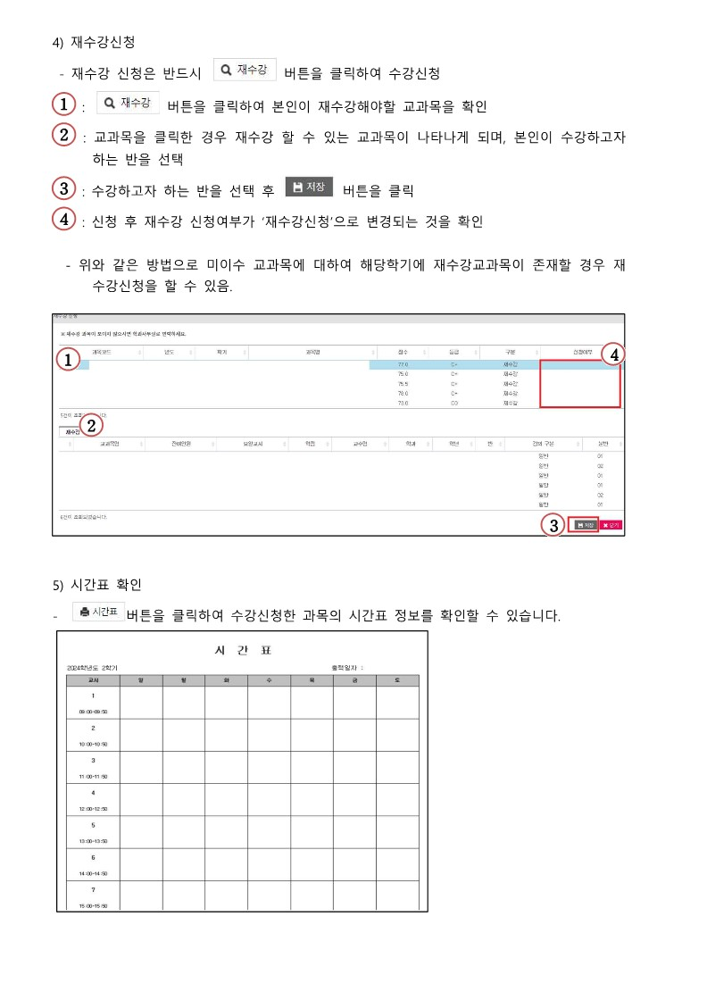 4) 재수강신청
- 재수강 신청은 반드시 재수강 버튼을 클릭하여 수강신청
① : 재수강 버튼을 클릭하여 본인이 재수강해야할 교과목을 확인
② : 교과목을 클릭한 경우 재수강 할 수 있는 교과목이 나타나게 되며, 본인이 수강하고자
하는 반을 선택
③ : 수강하고자 하는 반을 선택 후 저장 버튼을 클릭
④ : 신청 후 재수강 신청여부가 ‘재수강신청’으로 변경되는 것을 확인
- 위와 같은 방법으로 미이수 교과목에 대하여 해당학기에 재수강교과목이 존재할 경우 재
수강신청을 할 수 있음.
재수강 신청
※ 재수강 과목이 보이지 않으시면 학과사무실로 연락하세요.
과목코드 년도 학기 과목명 점수 등급 구분 신청여부
① ④
77.0 C+ 재수강
75.0 C+ 재수강
75.5 C+ 재수강
78.0 C+ 재수강
73.0 C0 재수강
5건이 조회
②
재수강
교과목명 잔여인원 요일교시 학점 교수명 학과 학년 반 강의 구분 분반
일반 01
일반
일반 01
일반 01
일반 02
일반 01
6건이 조회되었습니다.
③ 저장 닫기
5) 시간표 확인
- 시간표 버튼을 클릭하여 수강신청한 과목의 시간표 정보를 확인할 수 있습니다.
시 간 표
2024학년도 2학기 출력일자 :
교시 일 월 화 수 목 금 토
1
09:00-09:50
2
10:00-10:50
3
11:00-11:50
4
12:00-12:50
5
13:00-13:50
6
14:00-14:50
7
15:00-15:50